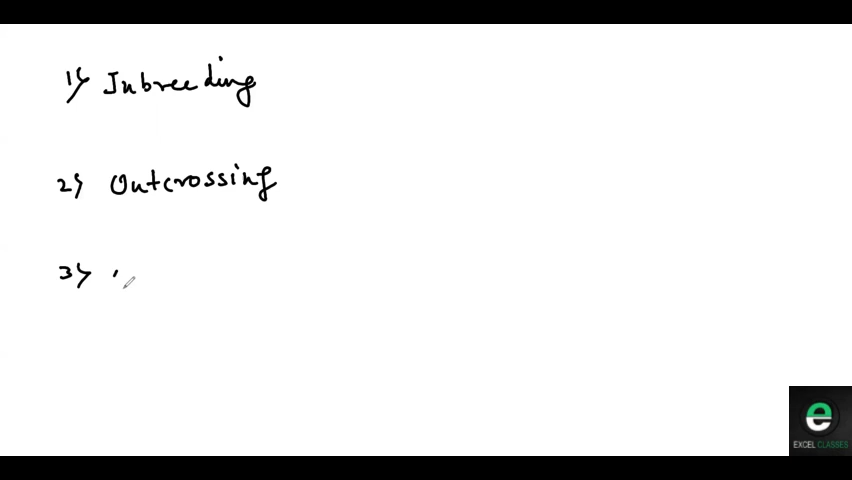 1) Inbreeding
2) Outcrossing
3)
e
EXCEL CLASSES